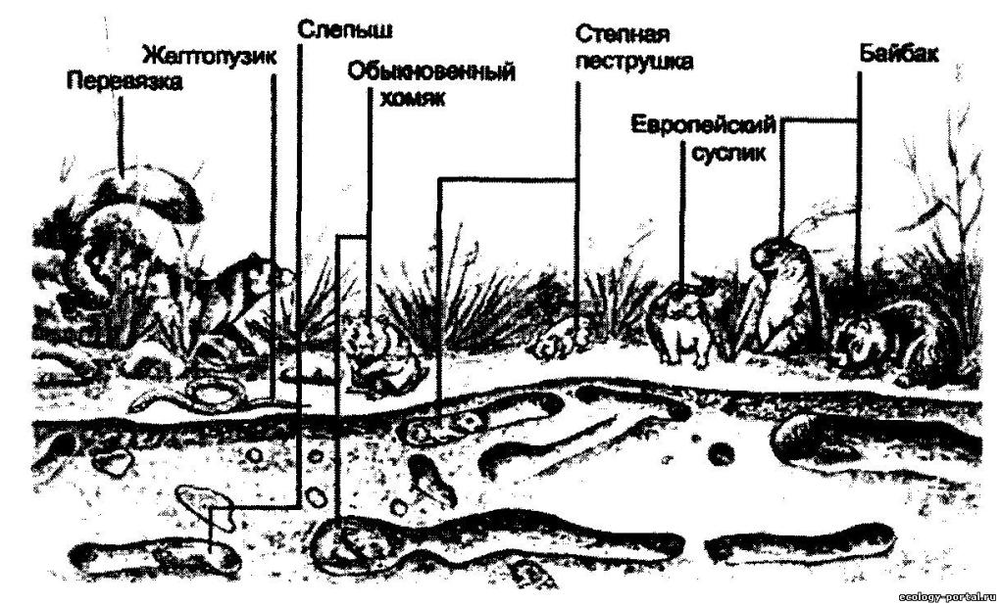 Слепыш
Желтопузик
Перевязка
Обыкновенный
хомяк
Степная
пеструшка
Европейский
суслик
Байбак
ecology-portal.ru